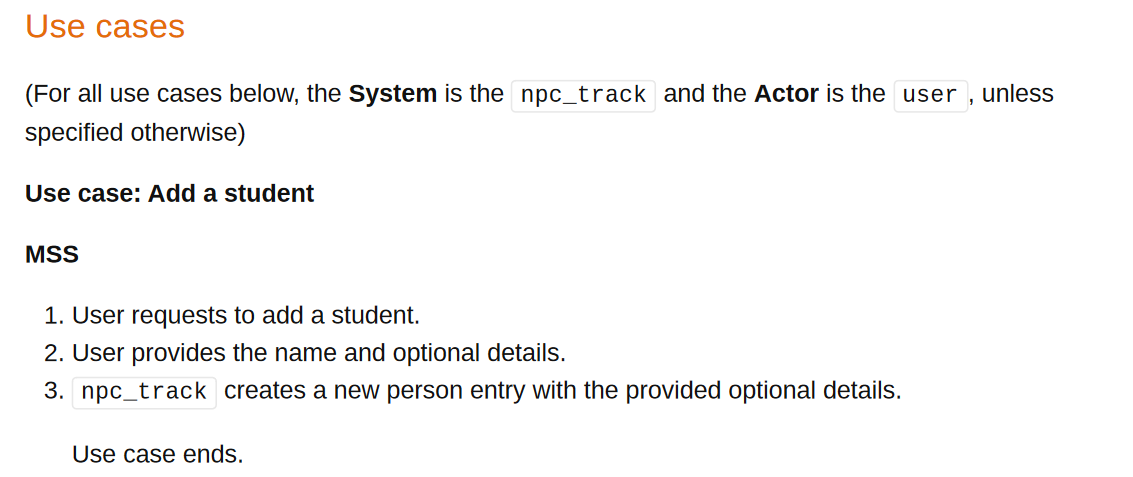 Use cases
(For all use cases below, the System is the npc_track and the Actor is the user, unless
specified otherwise)
Use case: Add a student
MSS
1. User requests to add a student.
2. User provides the name and optional details.
3. npc_track creates a new person entry with the provided optional details.
Use case ends.